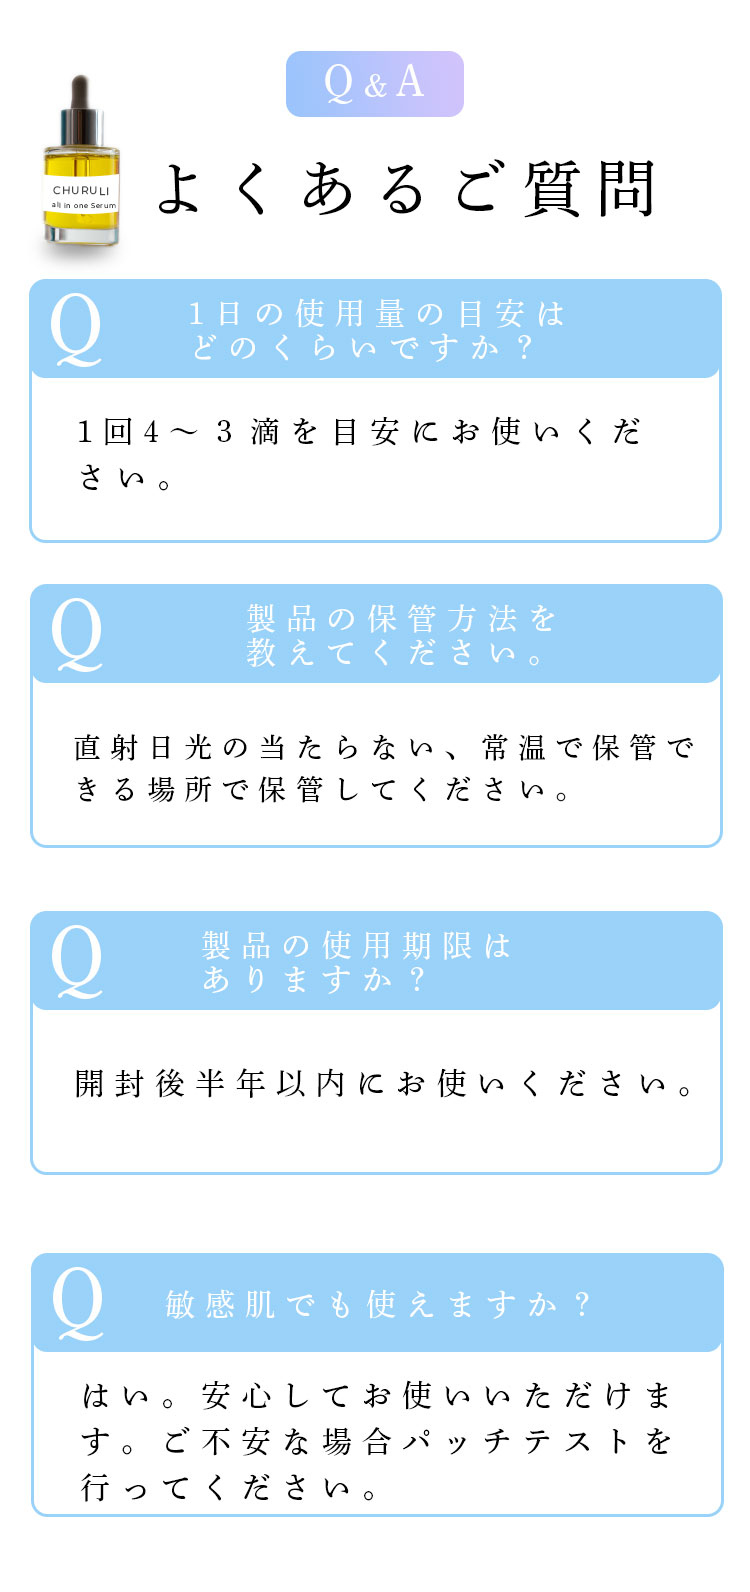 Q & A
CHURULI
all in one Serum
よくあるご質問
Q
1日の使用量の目安は
どのくらいですか？
1回4～３滴を目安にお使いくだ
さい。
Q
製品の保管方法を
教えてください。
直射日光の当たらない、常温で保管で
きる場所で保管してください。
Q
製品の使用期限は
ありますか？
開封後半年以内にお使いください。
Q
敏感肌でも使えますか？
はい。安心してお使いいただけま
す。ご不安な場合パッチテストを
行ってください。